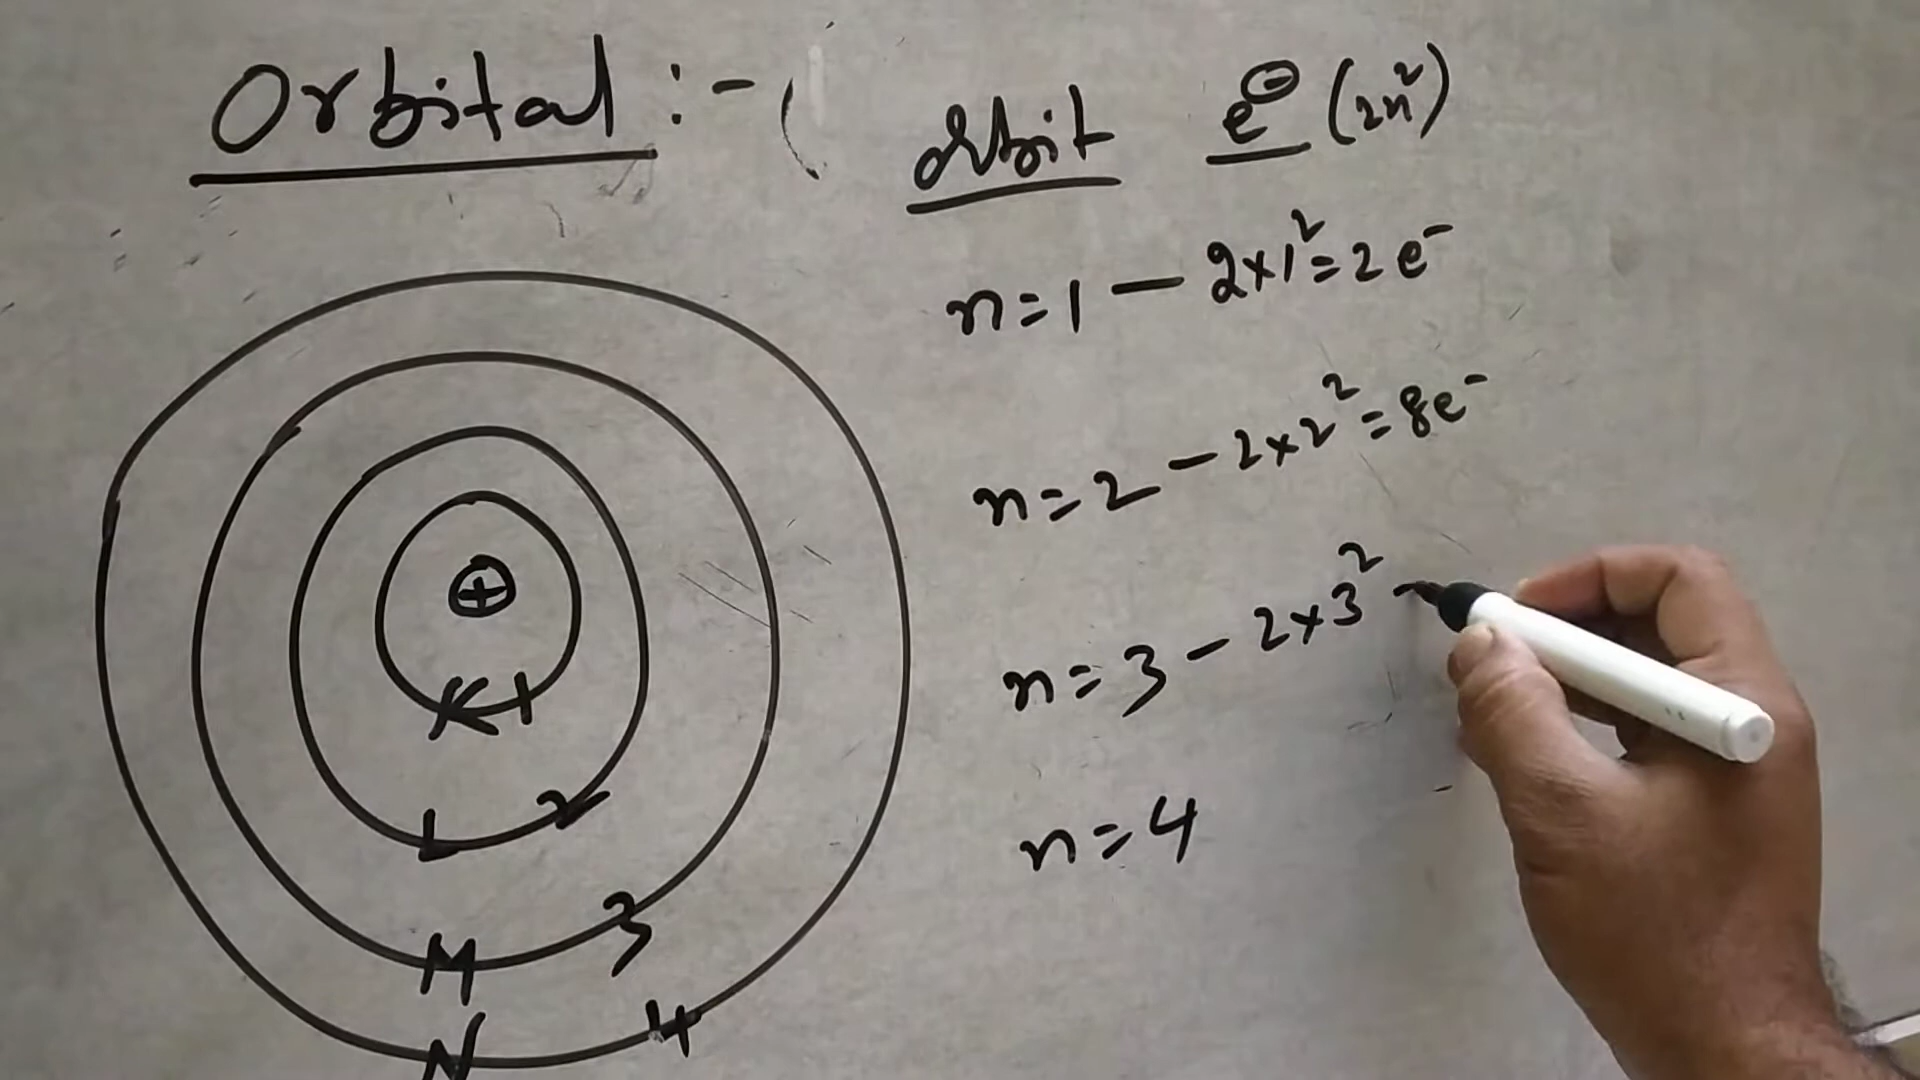 Orbital :- (
orbit e⊖ (2n²)
n=1 — 2×1²=2e⁻
n=2 — 2×2²=8e⁻
n=3 — 2×3² -
n=4
⊕
K 1
L 2
M 3
N 4